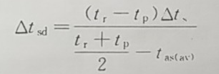 Δt_sd = ((t_r − t_p)Δt_s) / ((t_r + t_p)/2 − t_as(av))